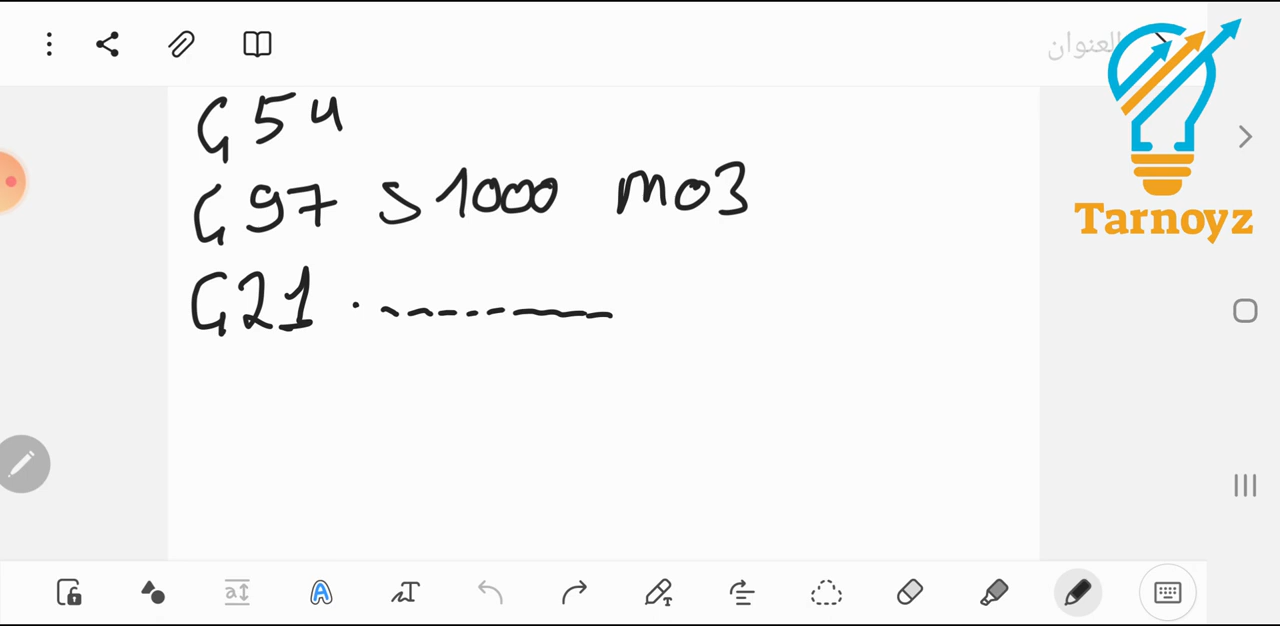 العنوان
G54
G97 S1000 m03
G21 . - - - - - ——
Tarnoyz